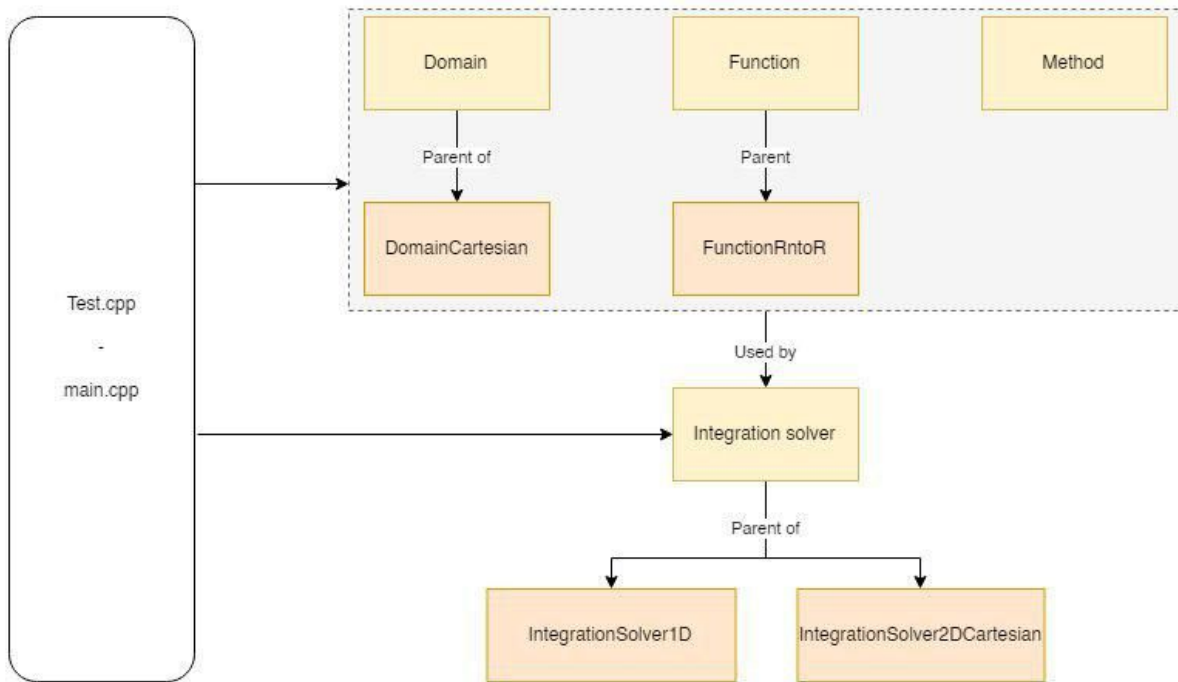 Domain
Function
Method
Parent of
Parent
DomainCartesian
FunctionRntoR
Test.cpp
-
main.cpp
Used by
Integration solver
Parent of
IntegrationSolver1D
IntegrationSolver2DCartesian